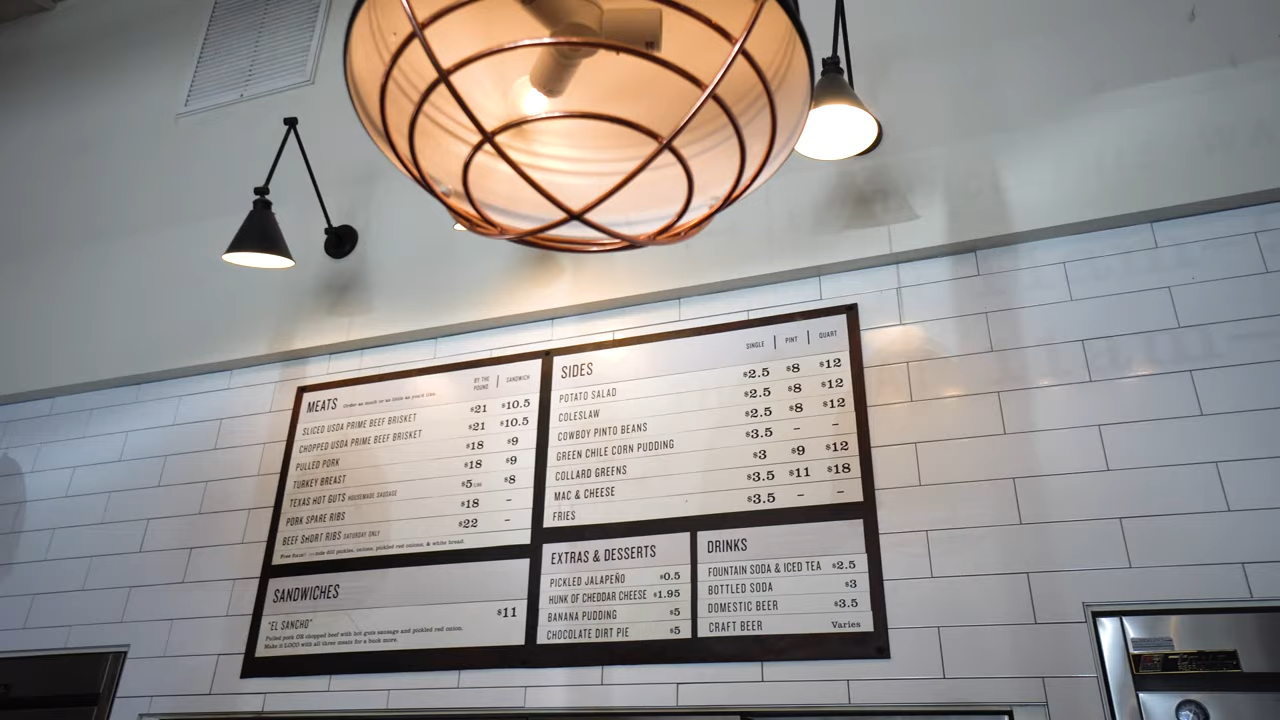 MEATS Order as much or as little as you'd like. BY THE POUND | SANDWICH
SLICED USDA PRIME BEEF BRISKET $21 $10.5
CHOPPED USDA PRIME BEEF BRISKET $21 $10.5
PULLED PORK $18 $9
TURKEY BREAST $18 $9
TEXAS HOT GUTS HOUSEMADE SAUSAGE $5 $8
PORK SPARE RIBS $18 –
BEEF SHORT RIBS SATURDAY ONLY $22 –
dill pickles, onions, pickled red onions, & white bread.
SANDWICHES
"EL SANCHO" $11
Pulled pork OR chopped beef with hot guts sausage and pickled red onion.
Make it LOCO with all three meats for a buck more.
SIDES SINGLE | PINT | QUART
POTATO SALAD $2.5 $8 $12
COLESLAW $2.5 $8 $12
COWBOY PINTO BEANS $2.5 $8 $12
GREEN CHILE CORN PUDDING $3.5 – –
COLLARD GREENS $3 $9 $12
MAC & CHEESE $3.5 $11 $18
FRIES $3.5 – –
EXTRAS & DESSERTS
PICKLED JALAPEÑO $0.5
HUNK OF CHEDDAR CHEESE $1.95
BANANA PUDDING $5
CHOCOLATE DIRT PIE $5
DRINKS
FOUNTAIN SODA & ICED TEA $2.5
BOTTLED SODA $3
DOMESTIC BEER $3.5
CRAFT BEER Varies